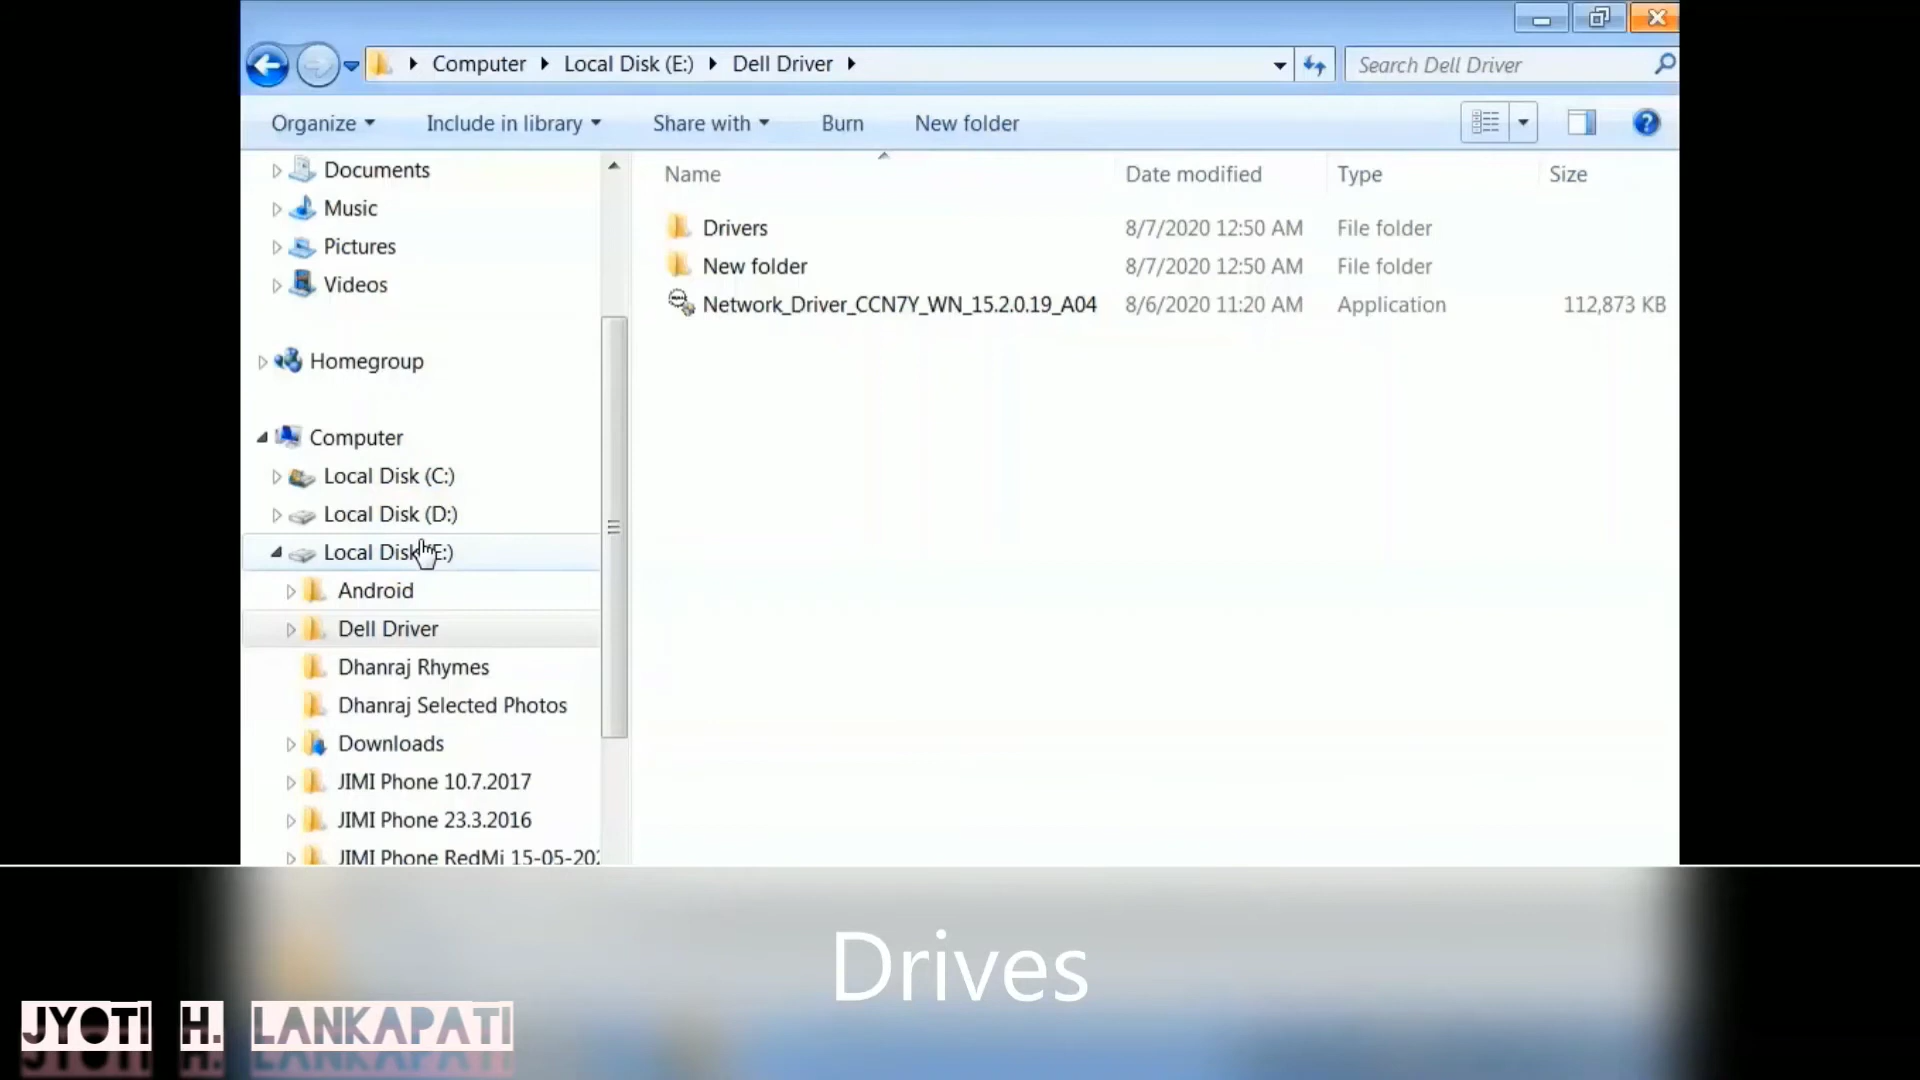 Computer Local Disk (E:) Dell Driver Search Dell Driver
Organize Include in library Share with Burn New folder
Documents
Music
Pictures
Videos
Homegroup
Computer
Local Disk (C:)
Local Disk (D:)
Local Disk (E:)
Android
Dell Driver
Dhanraj Rhymes
Dhanraj Selected Photos
Downloads
JIMI Phone 10.7.2017
JIMI Phone 23.3.2016
JIMI Phone RedMi 15-05-202
Name Date modified Type Size
Drivers 8/7/2020 12:50 AM File folder
New folder 8/7/2020 12:50 AM File folder
Network_Driver_CCN7Y_WN_15.2.0.19_A04 8/6/2020 11:20 AM Application 112,873 KB
Drives
JYOTI H. LANKAPATI